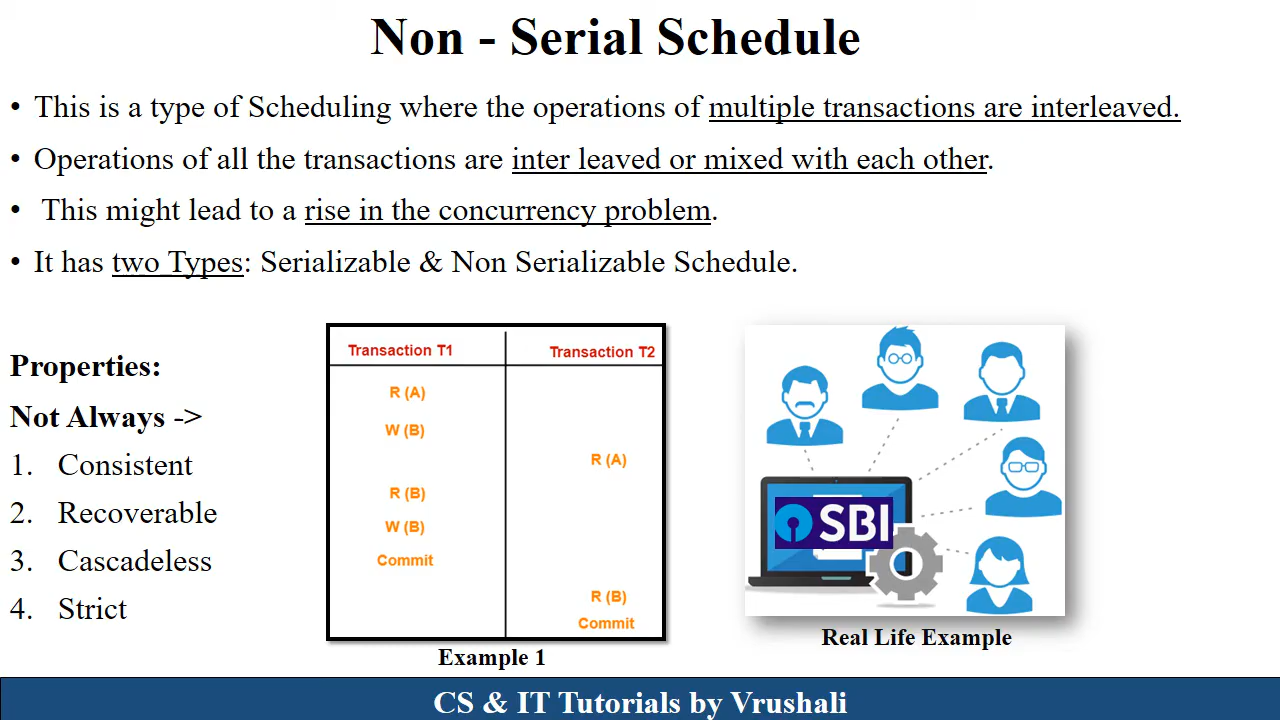 Non - Serial Schedule
• This is a type of Scheduling where the operations of multiple transactions are interleaved.
• Operations of all the transactions are inter leaved or mixed with each other.
• This might lead to a rise in the concurrency problem.
• It has two Types: Serializable & Non Serializable Schedule.
Properties:
Not Always ->
1. Consistent
2. Recoverable
3. Cascadeless
4. Strict
Transaction T1 Transaction T2
R (A)
W (B)
R (A)
R (B)
W (B)
Commit
R (B)
Commit
Example 1
SBI
Real Life Example
CS & IT Tutorials by Vrushali